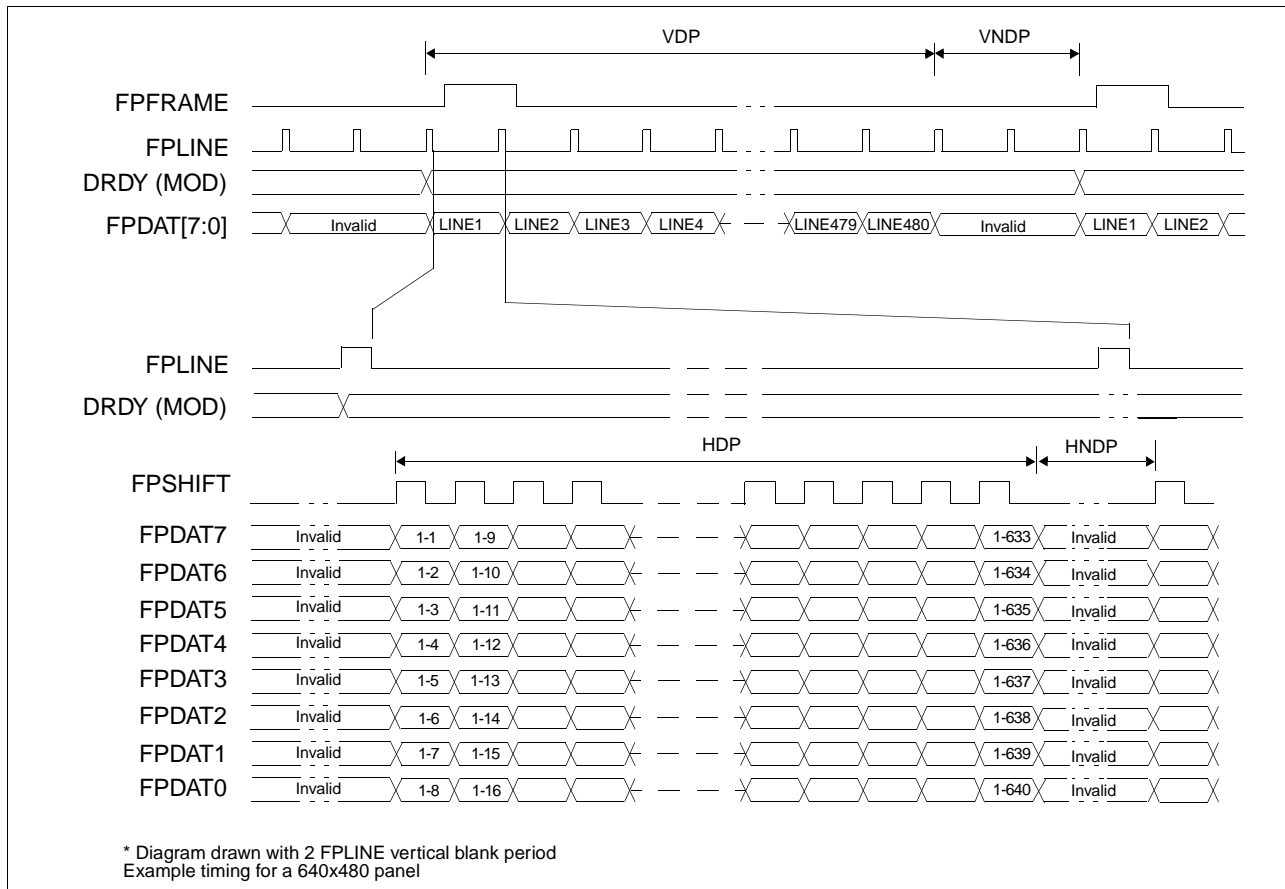 VDP VNDP
FPFRAME
FPLINE
DRDY (MOD)
FPDAT[7:0] Invalid LINE1 LINE2 LINE3 LINE4 LINE479 LINE480 Invalid LINE1 LINE2
FPLINE
DRDY (MOD)
HDP HNDP
FPSHIFT
FPDAT7 Invalid 1-1 1-9 1-633 Invalid
FPDAT6 Invalid 1-2 1-10 1-634 Invalid
FPDAT5 Invalid 1-3 1-11 1-635 Invalid
FPDAT4 Invalid 1-4 1-12 1-636 Invalid
FPDAT3 Invalid 1-5 1-13 1-637 Invalid
FPDAT2 Invalid 1-6 1-14 1-638 Invalid
FPDAT1 Invalid 1-7 1-15 1-639 Invalid
FPDAT0 Invalid 1-8 1-16 1-640 Invalid
* Diagram drawn with 2 FPLINE vertical blank period
Example timing for a 640x480 panel